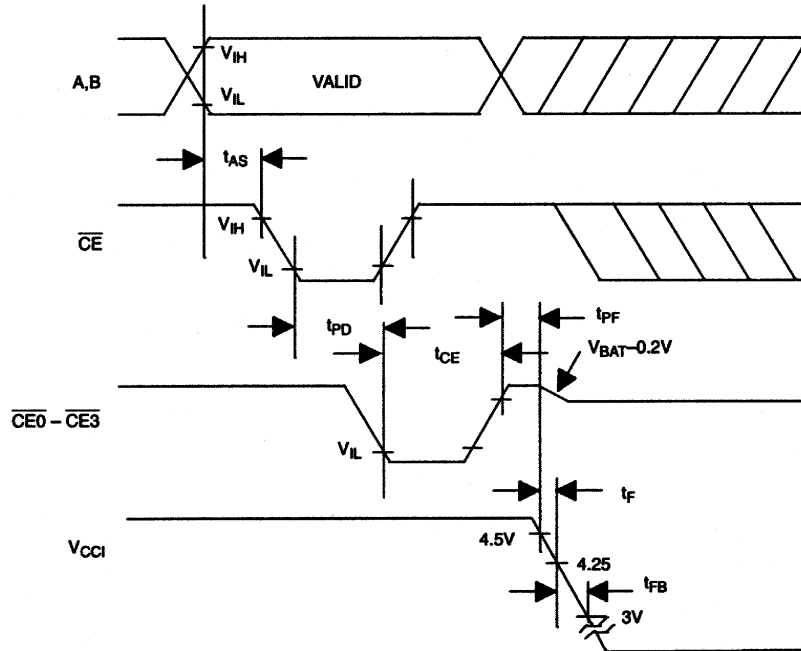 A,B
VIH
VIL
VALID
tAS
CE
VIH
VIL
tPD
tPF
tCE
VBAT–0.2V
CE0 – CE3
VIL
tF
VCCI
4.5V
4.25
tFB
3V